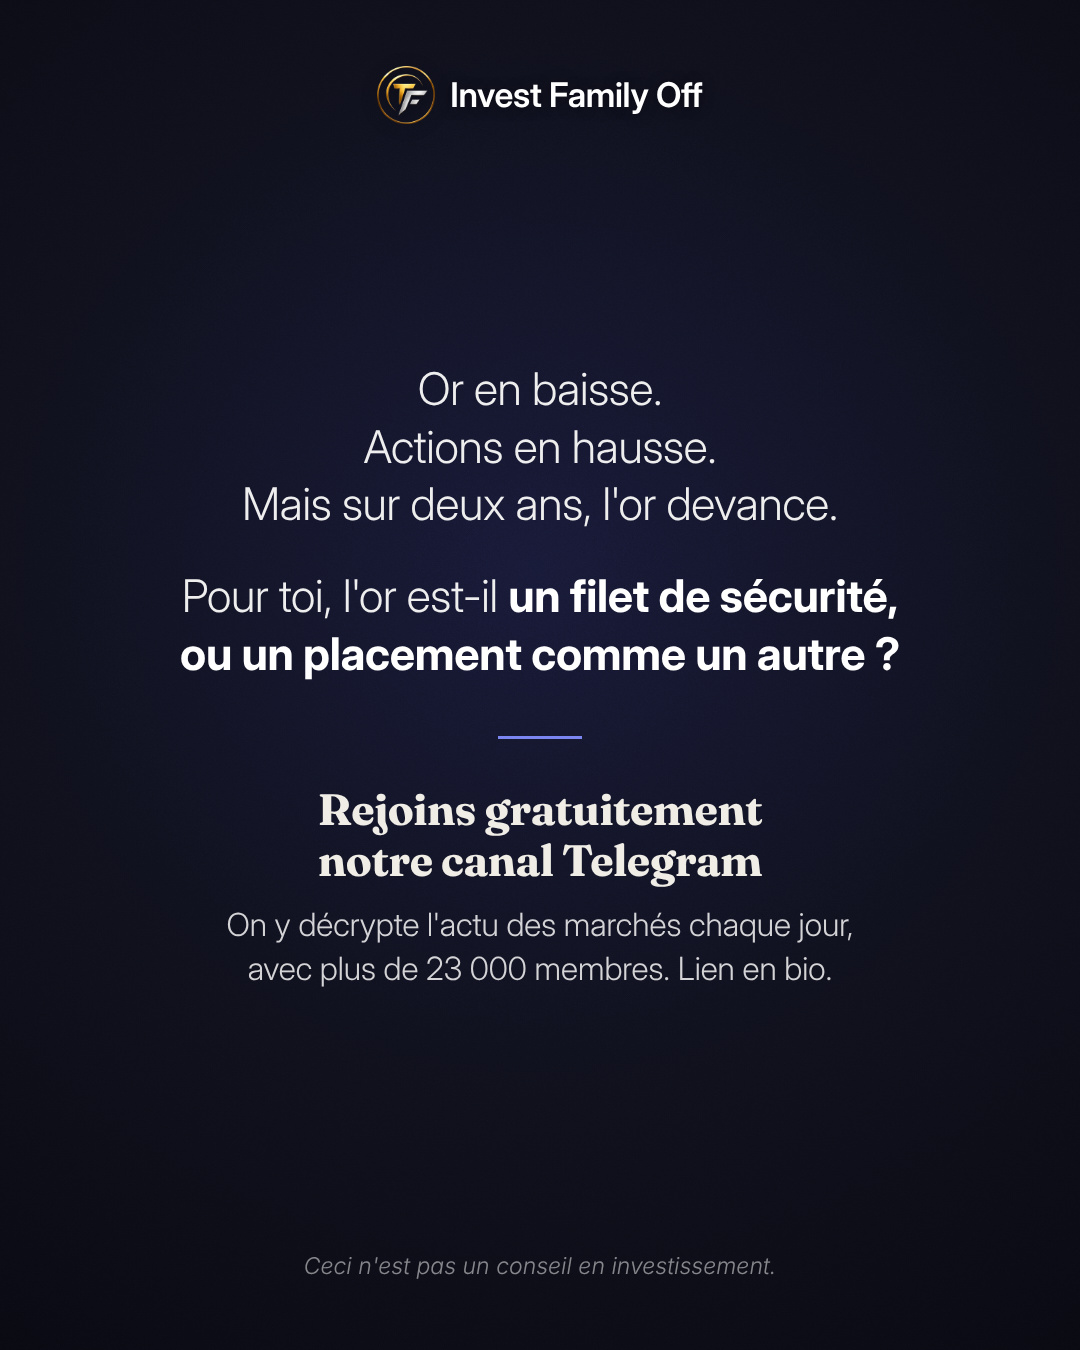 TF Invest Family Off
Or en baisse.
Actions en hausse.
Mais sur deux ans, l'or devance.
Pour toi, l'or est-il un filet de sécurité,
ou un placement comme un autre ?
Rejoins gratuitement
notre canal Telegram
On y décrypte l'actu des marchés chaque jour,
avec plus de 23 000 membres. Lien en bio.
Ceci n'est pas un conseil en investissement.